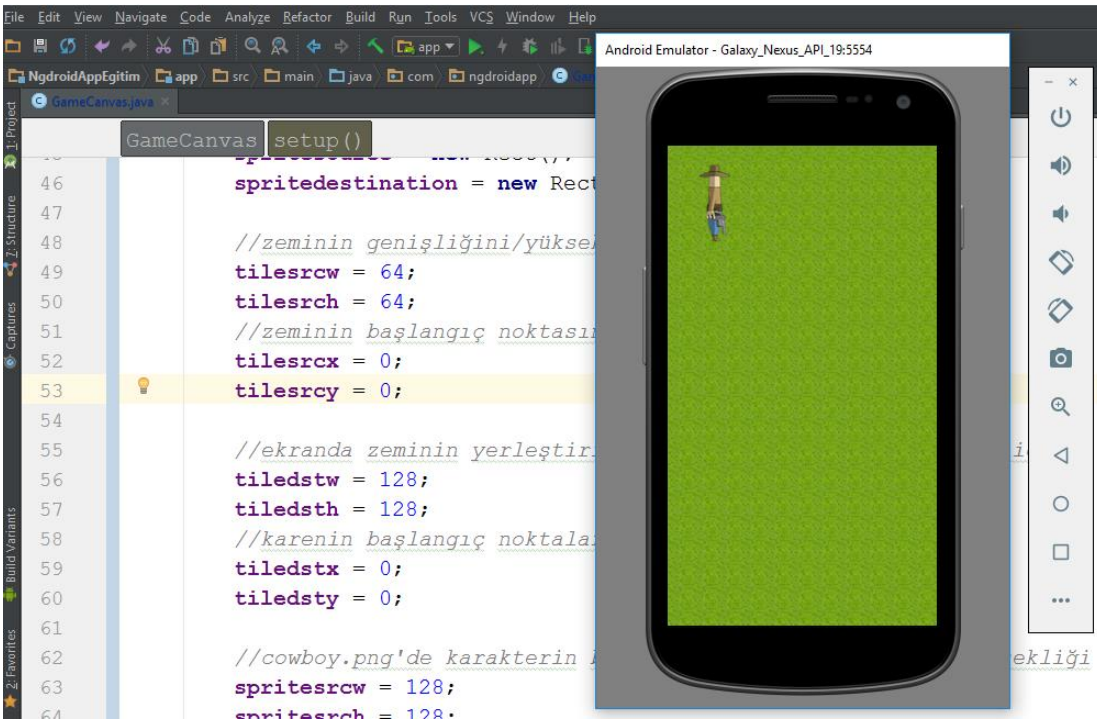 File Edit View Navigate Code Analyze Refactor Build Run Tools VCS Window Help
app
NgdroidAppEgitim app src main java com ngdroidapp
GameCanvas.java
GameCanvas setup()
Android Emulator - Galaxy_Nexus_API_19:5554
1: Project
7: Structure
Captures
Build Variants
2: Favorites
46 spritedestination = new Rect
47
48 //zeminin genişliğini/yüksek
49 tilesrcw = 64;
50 tilesrch = 64;
51 //zeminin başlangıç noktasın
52 tilesrcx = 0;
53 tilesrcy = 0;
54
55 //ekranda zeminin yerleştir
56 tiledstw = 128;
57 tiledsth = 128;
58 //karenin başlangıç noktala
59 tiledstx = 0;
60 tiledsty = 0;
61
62 //cowboy.png'de karakterin ekliği
63 spritesrcw = 128;
64 spritesrch = 128;